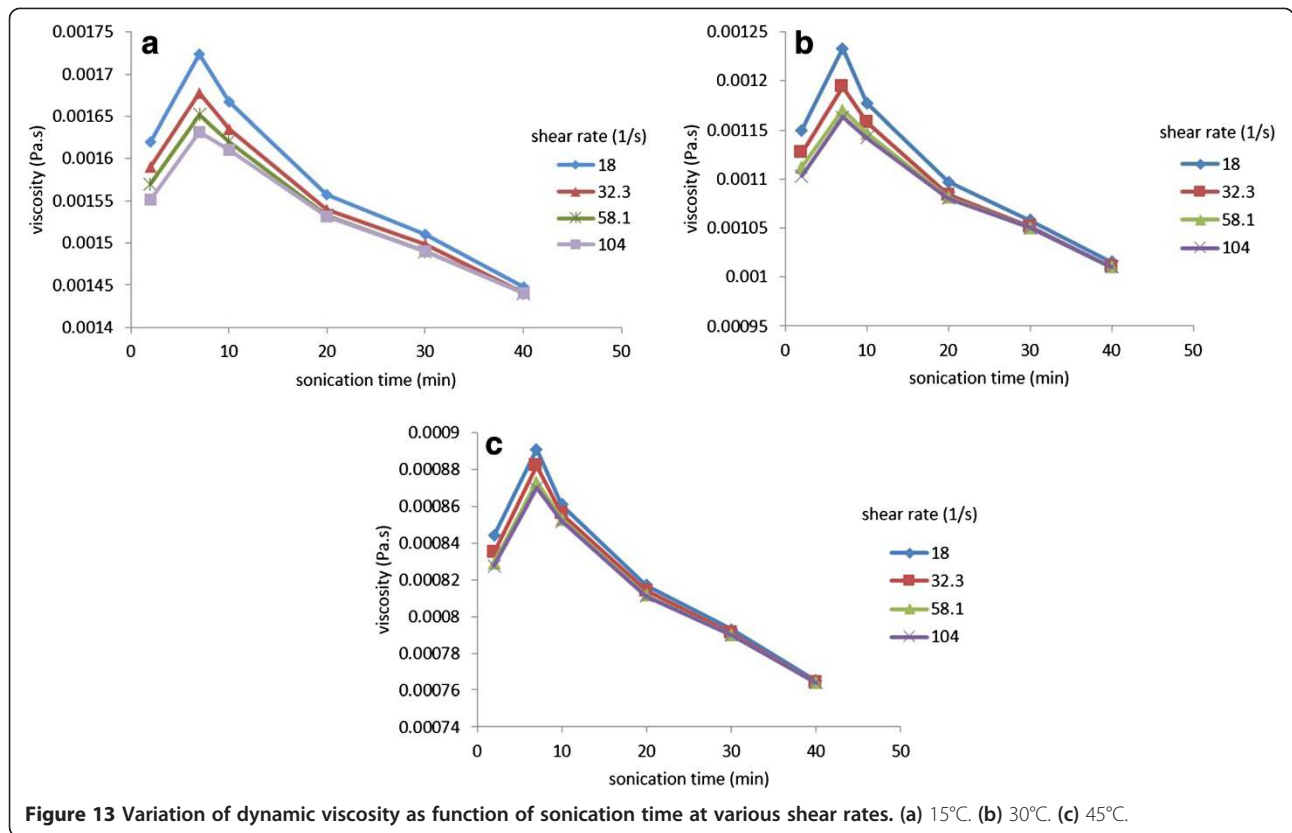 a
0.00175
0.0017
0.00165
0.0016
0.00155
0.0015
0.00145
0.0014
viscosity (Pa.s)
0 10 20 30 40 50
sonication time (min)
shear rate (1/s)
18
32.3
58.1
104
b
0.00125
0.0012
0.00115
0.0011
0.00105
0.001
0.00095
viscosity (Pa.s)
0 10 20 30 40 50
sonication time (min)
shear rate (1/s)
18
32.3
58.1
104
c
0.0009
0.00088
0.00086
0.00084
0.00082
0.0008
0.00078
0.00076
0.00074
viscosity (Pa.s)
0 10 20 30 40 50
sonication time (min)
shear rate (1/s)
18
32.3
58.1
104
Figure 13 Variation of dynamic viscosity as function of sonication time at various shear rates. (a) 15°C. (b) 30°C. (c) 45°C.